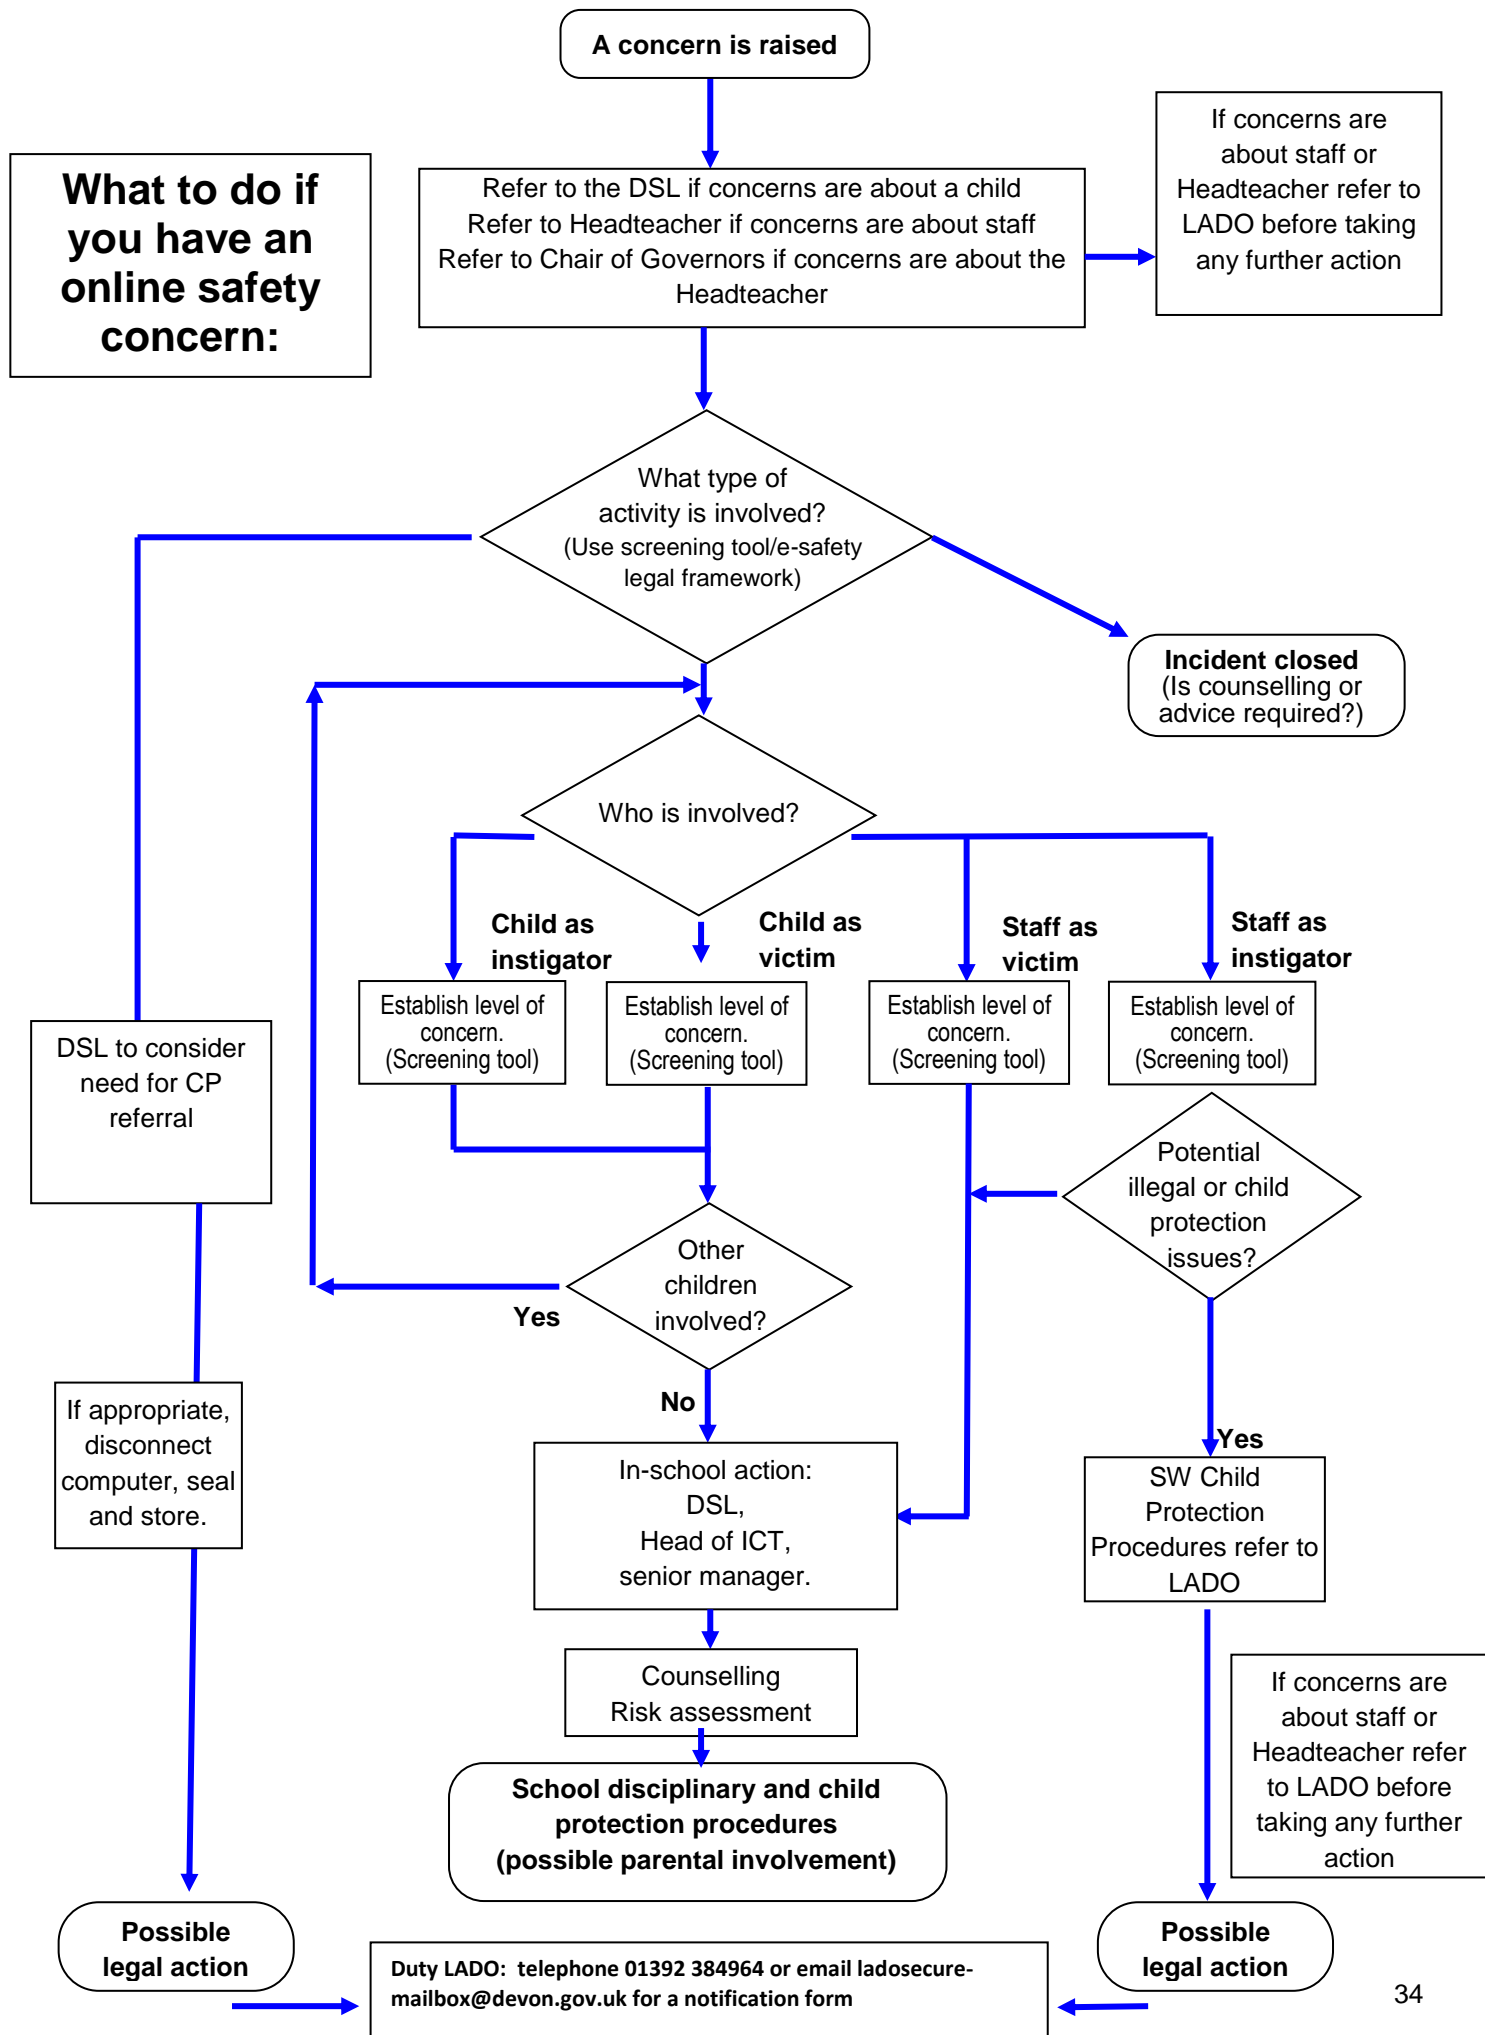 A concern is raised
If concerns are
about staff or
Headteacher refer to
LADO before taking
any further action
What to do if
you have an
online safety
concern:
Refer to the DSL if concerns are about a child
Refer to Headteacher if concerns are about staff
Refer to Chair of Governors if concerns are about the
Headteacher
What type of
activity is involved?
(Use screening tool/e-safety
legal framework)
Incident closed
(Is counselling or
advice required?)
Who is involved?
Child as
instigator
Child as
victim
Staff as
victim
Staff as
instigator
Establish level of
concern.
(Screening tool)
Establish level of
concern.
(Screening tool)
Establish level of
concern.
(Screening tool)
Establish level of
concern.
(Screening tool)
DSL to consider
need for CP
referral
Potential
illegal or child
protection
issues?
Other
children
involved?
Yes
No
Yes
If appropriate,
disconnect
computer, seal
and store.
In-school action:
DSL,
Head of ICT,
senior manager.
SW Child
Protection
Procedures refer to
LADO
Counselling
Risk assessment
If concerns are
about staff or
Headteacher refer
to LADO before
taking any further
action
School disciplinary and child
protection procedures
(possible parental involvement)
Possible
legal action
Possible
legal action
Duty LADO: telephone 01392 384964 or email ladosecure-
mailbox@devon.gov.uk for a notification form
34